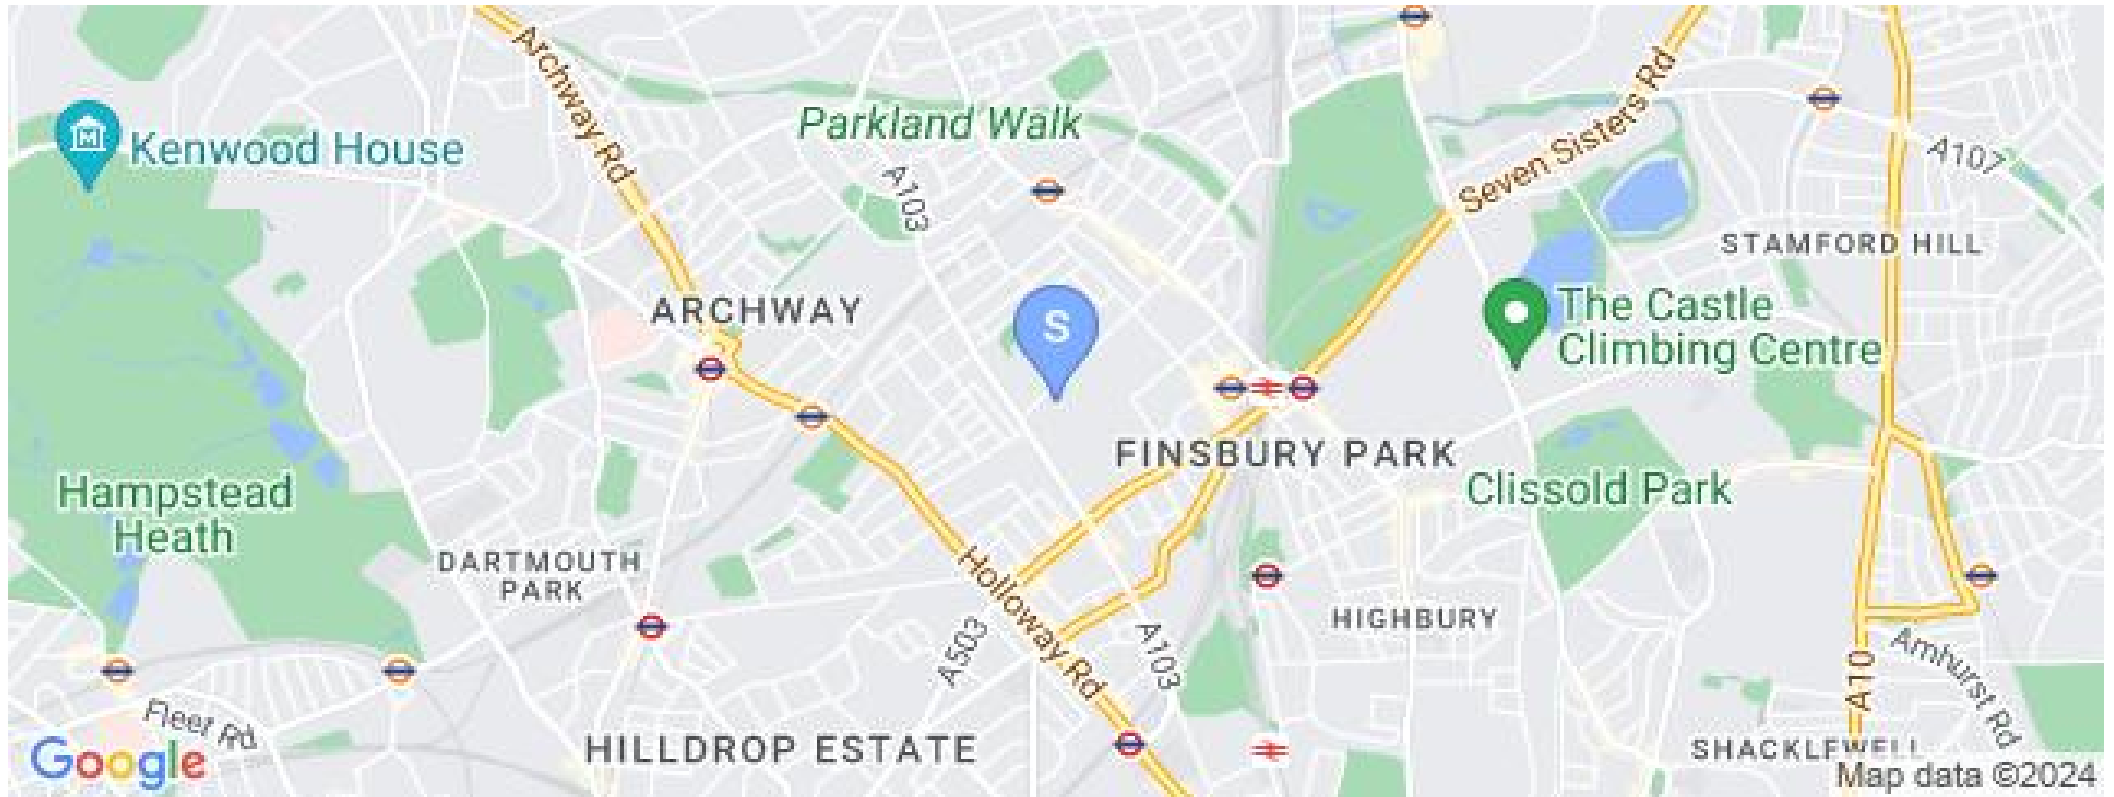 Archway Rd
Parkland Walk
Seven Sisters Rd
Kenwood House
M
A103
A107
STAMFORD HILL
ARCHWAY
S
The Castle
Climbing Centre
FINSBURY PARK
Hampstead
Heath
Clissold Park
DARTMOUTH
PARK
Holloway Rd
HIGHBURY
A503
A103
A10
Amhurst Rd
Fleet Rd
HILLDROP ESTATE
SHACKLEWELL
Google
Map data ©2024